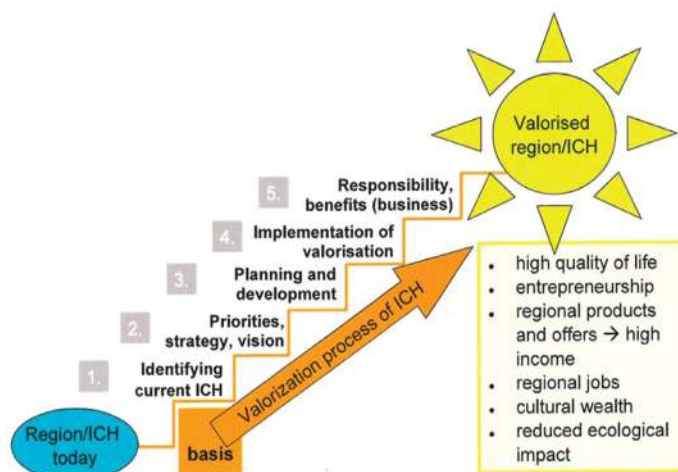 Valorised
region/ICH
5.
Responsibility,
benefits (business)
4.
Implementation of
valorisation
3.
Planning and
development
2.
Priorities,
strategy, vision
1.
Identifying
current ICH
Region/ICH
today
basis
Valorization process of ICH
• high quality of life
• entrepreneurship
• regional products
and offers → high
income
• regional jobs
• cultural wealth
• reduced ecological
impact